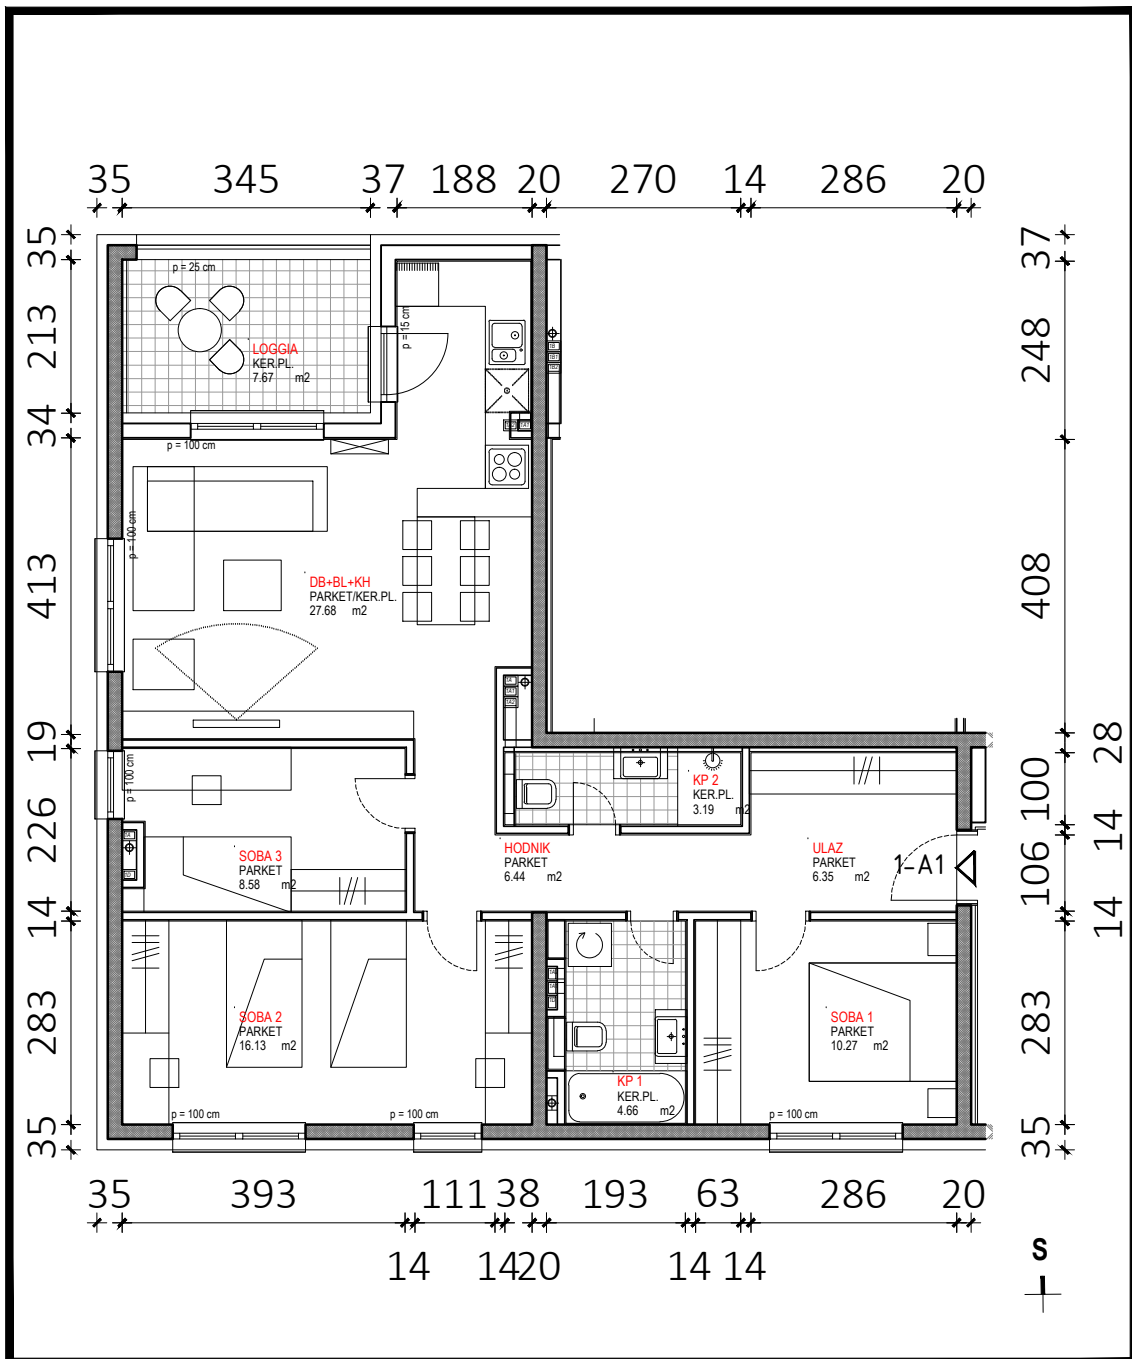 35 345 37 188 20 270 14 286 20
35
213
34
413
19
226
14
283
35
37
248
408
28
100
14
106
14
283
35
p = 25 cm
p = 15 cm
LOGGIA
KER.PL.
7.67 m2
p = 100 cm
p = 100 cm
DB+BL+KH
PARKET/KER.PL.
27.68 m2
p = 100 cm
KP 2
KER.PL.
3.19 m2
SOBA 3
PARKET
8.58 m2
HODNIK
PARKET
6.44 m2
ULAZ
PARKET
6.35 m2
1-A1
SOBA 2
PARKET
16.13 m2
SOBA 1
PARKET
10.27 m2
KP 1
KER.PL.
4.66 m2
p = 100 cm
p = 100 cm
p = 100 cm
35 393 111 38 193 63 286 20
14 14 20 14 14
S